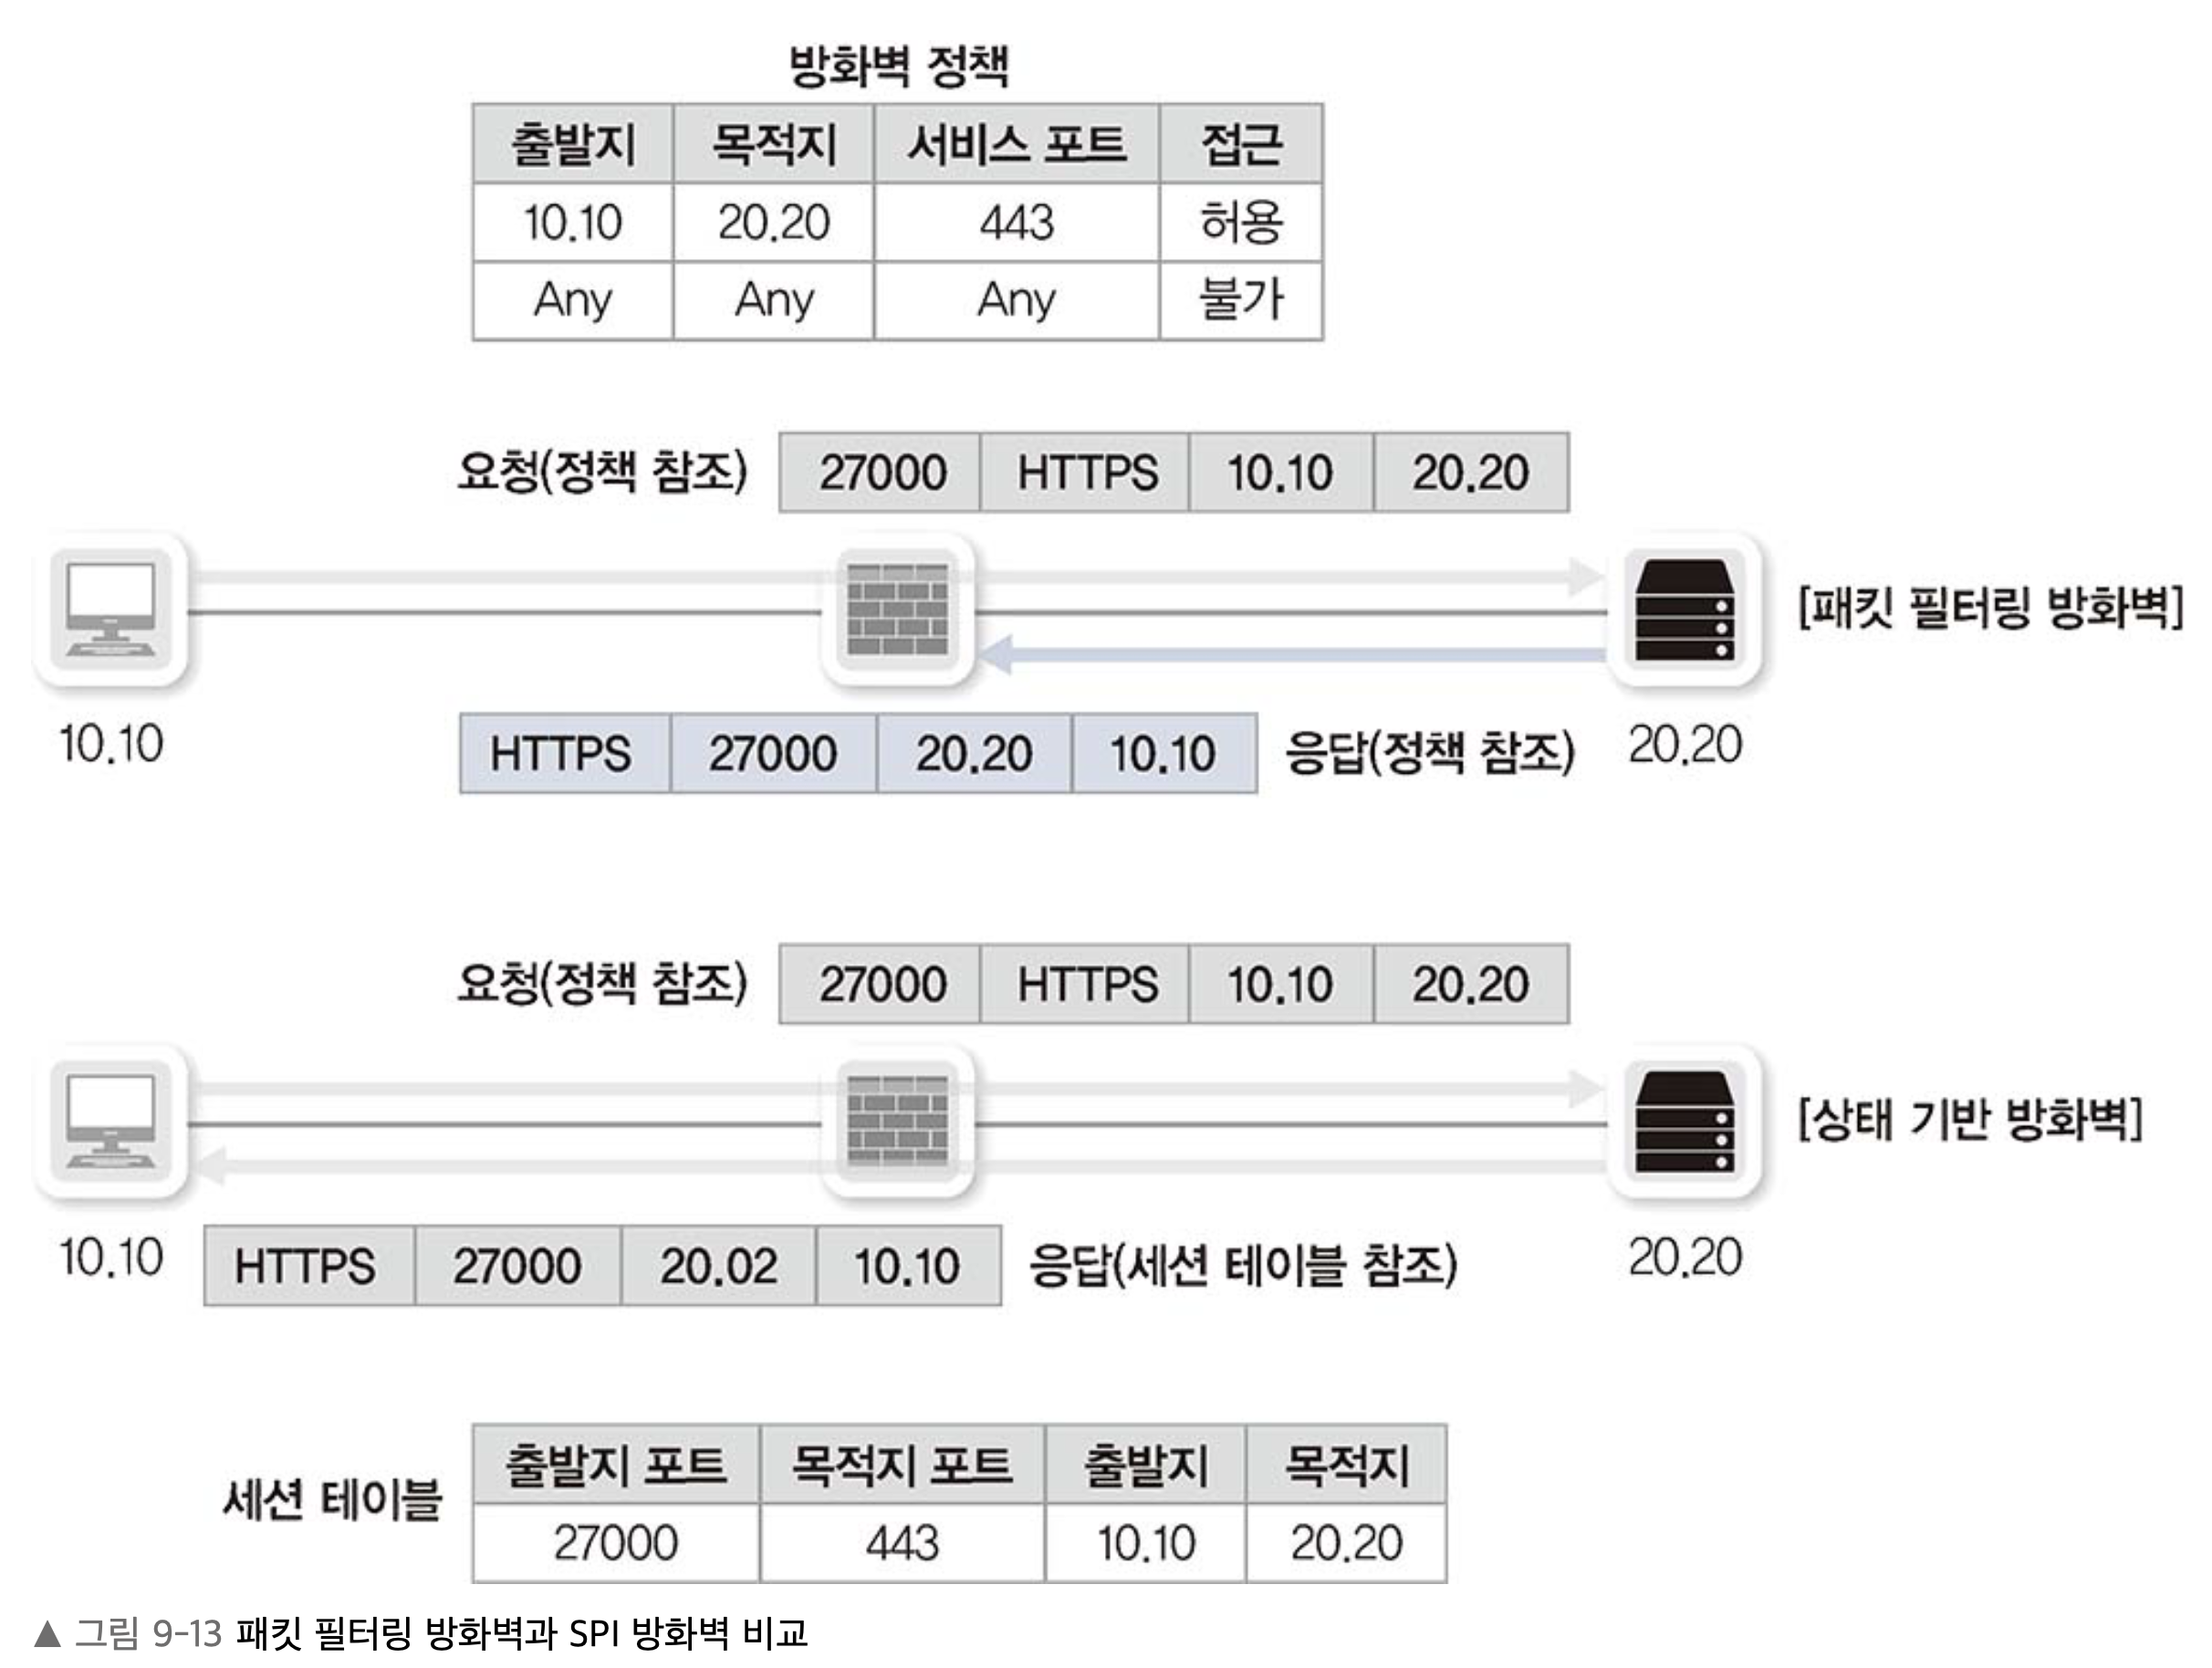 방화벽 정책
출발지 목적지 서비스 포트 접근
10.10 20.20 443 허용
Any Any Any 불가
요청(정책 참조) 27000 HTTPS 10.10 20.20
[패킷 필터링 방화벽]
10.10 HTTPS 27000 20.20 10.10 응답(정책 참조) 20.20
요청(정책 참조) 27000 HTTPS 10.10 20.20
[상태 기반 방화벽]
10.10 HTTPS 27000 20.02 10.10 응답(세션 테이블 참조) 20.20
세션 테이블
출발지 포트 목적지 포트 출발지 목적지
27000 443 10.10 20.20
▲ 그림 9-13 패킷 필터링 방화벽과 SPI 방화벽 비교